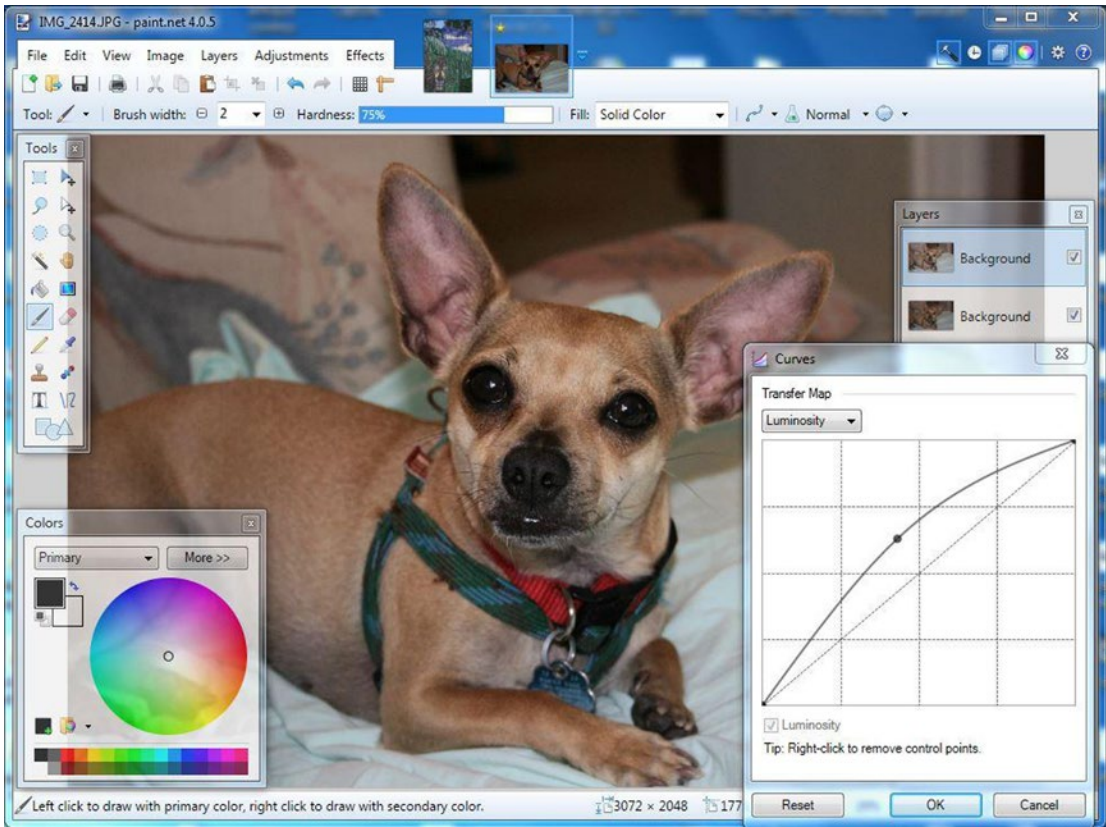 IMG_2414.JPG - paint.net 4.0.5
File Edit View Image Layers Adjustments Effects
Tool: Brush width: 2 Hardness: 75% Fill: Solid Color Normal
Tools
Layers
Background
Background
Curves
Transfer Map
Luminosity
Luminosity
Tip: Right-click to remove control points.
Reset OK Cancel
Colors
Primary More >>
Left click to draw with primary color, right click to draw with secondary color. 3072 × 2048 177